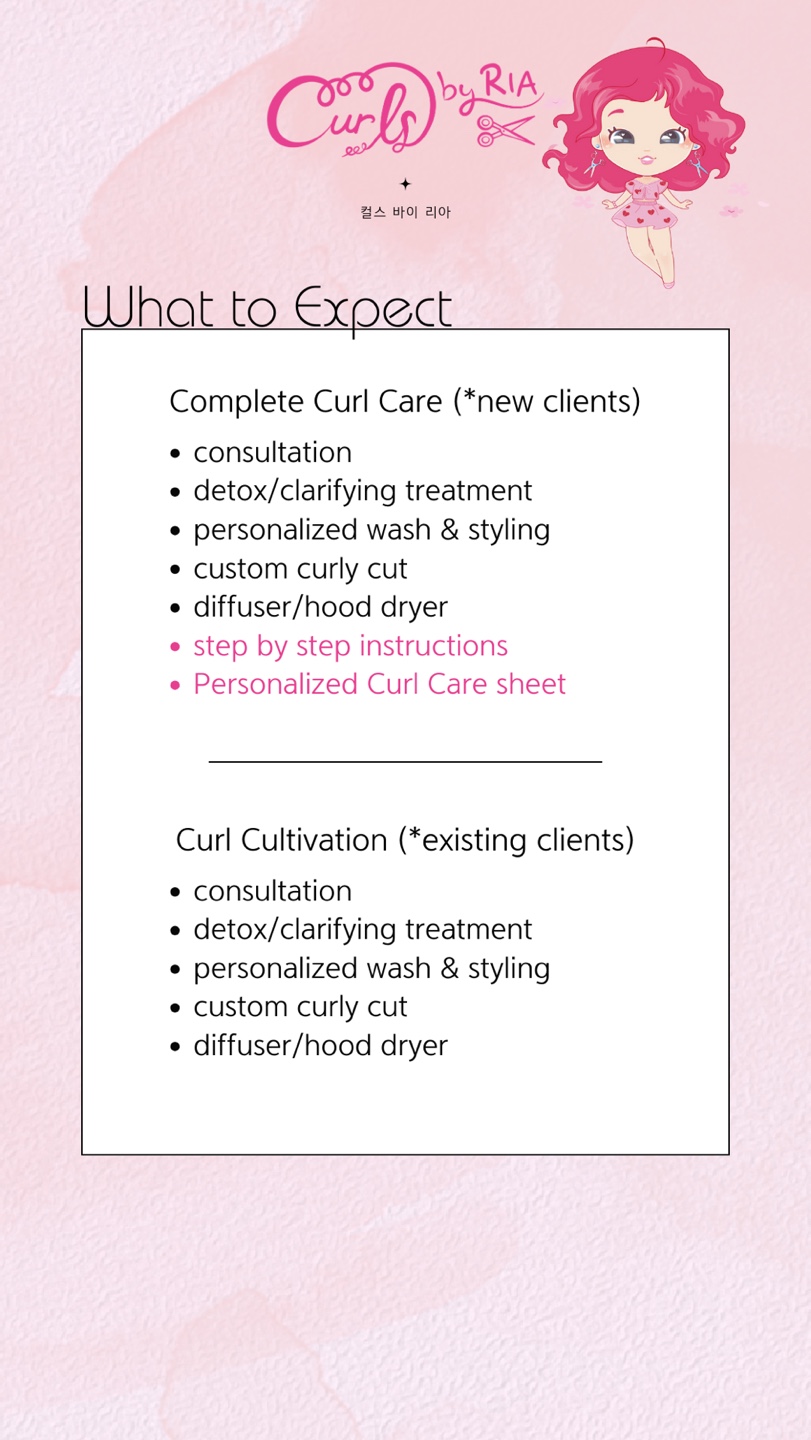 Curls by RIA
컬스 바이 리아
What to Expect
Complete Curl Care (*new clients)
• consultation
• detox/clarifying treatment
• personalized wash & styling
• custom curly cut
• diffuser/hood dryer
• step by step instructions
• Personalized Curl Care sheet
Curl Cultivation (*existing clients)
• consultation
• detox/clarifying treatment
• personalized wash & styling
• custom curly cut
• diffuser/hood dryer